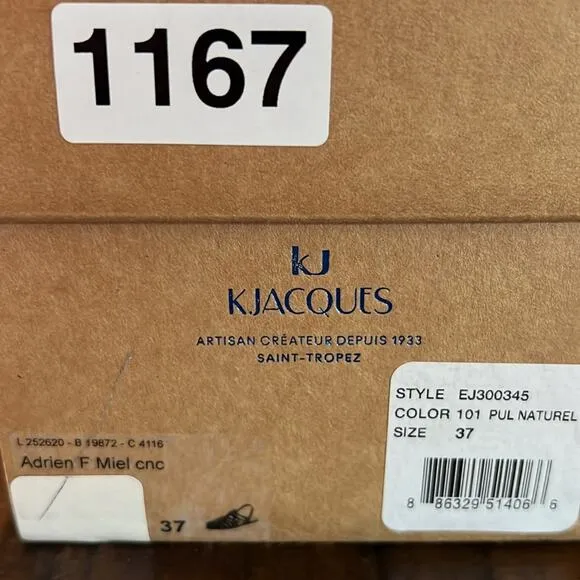 1167
kJ
KJACQUES
ARTISAN CRÉATEUR DEPUIS 1933
SAINT-TROPEZ
STYLE EJ300345
COLOR 101 PUL NATUREL
SIZE 37
8 86329 51406 6
L 252620 - B 19872 - C 4116
Adrien F Miel cnc
37